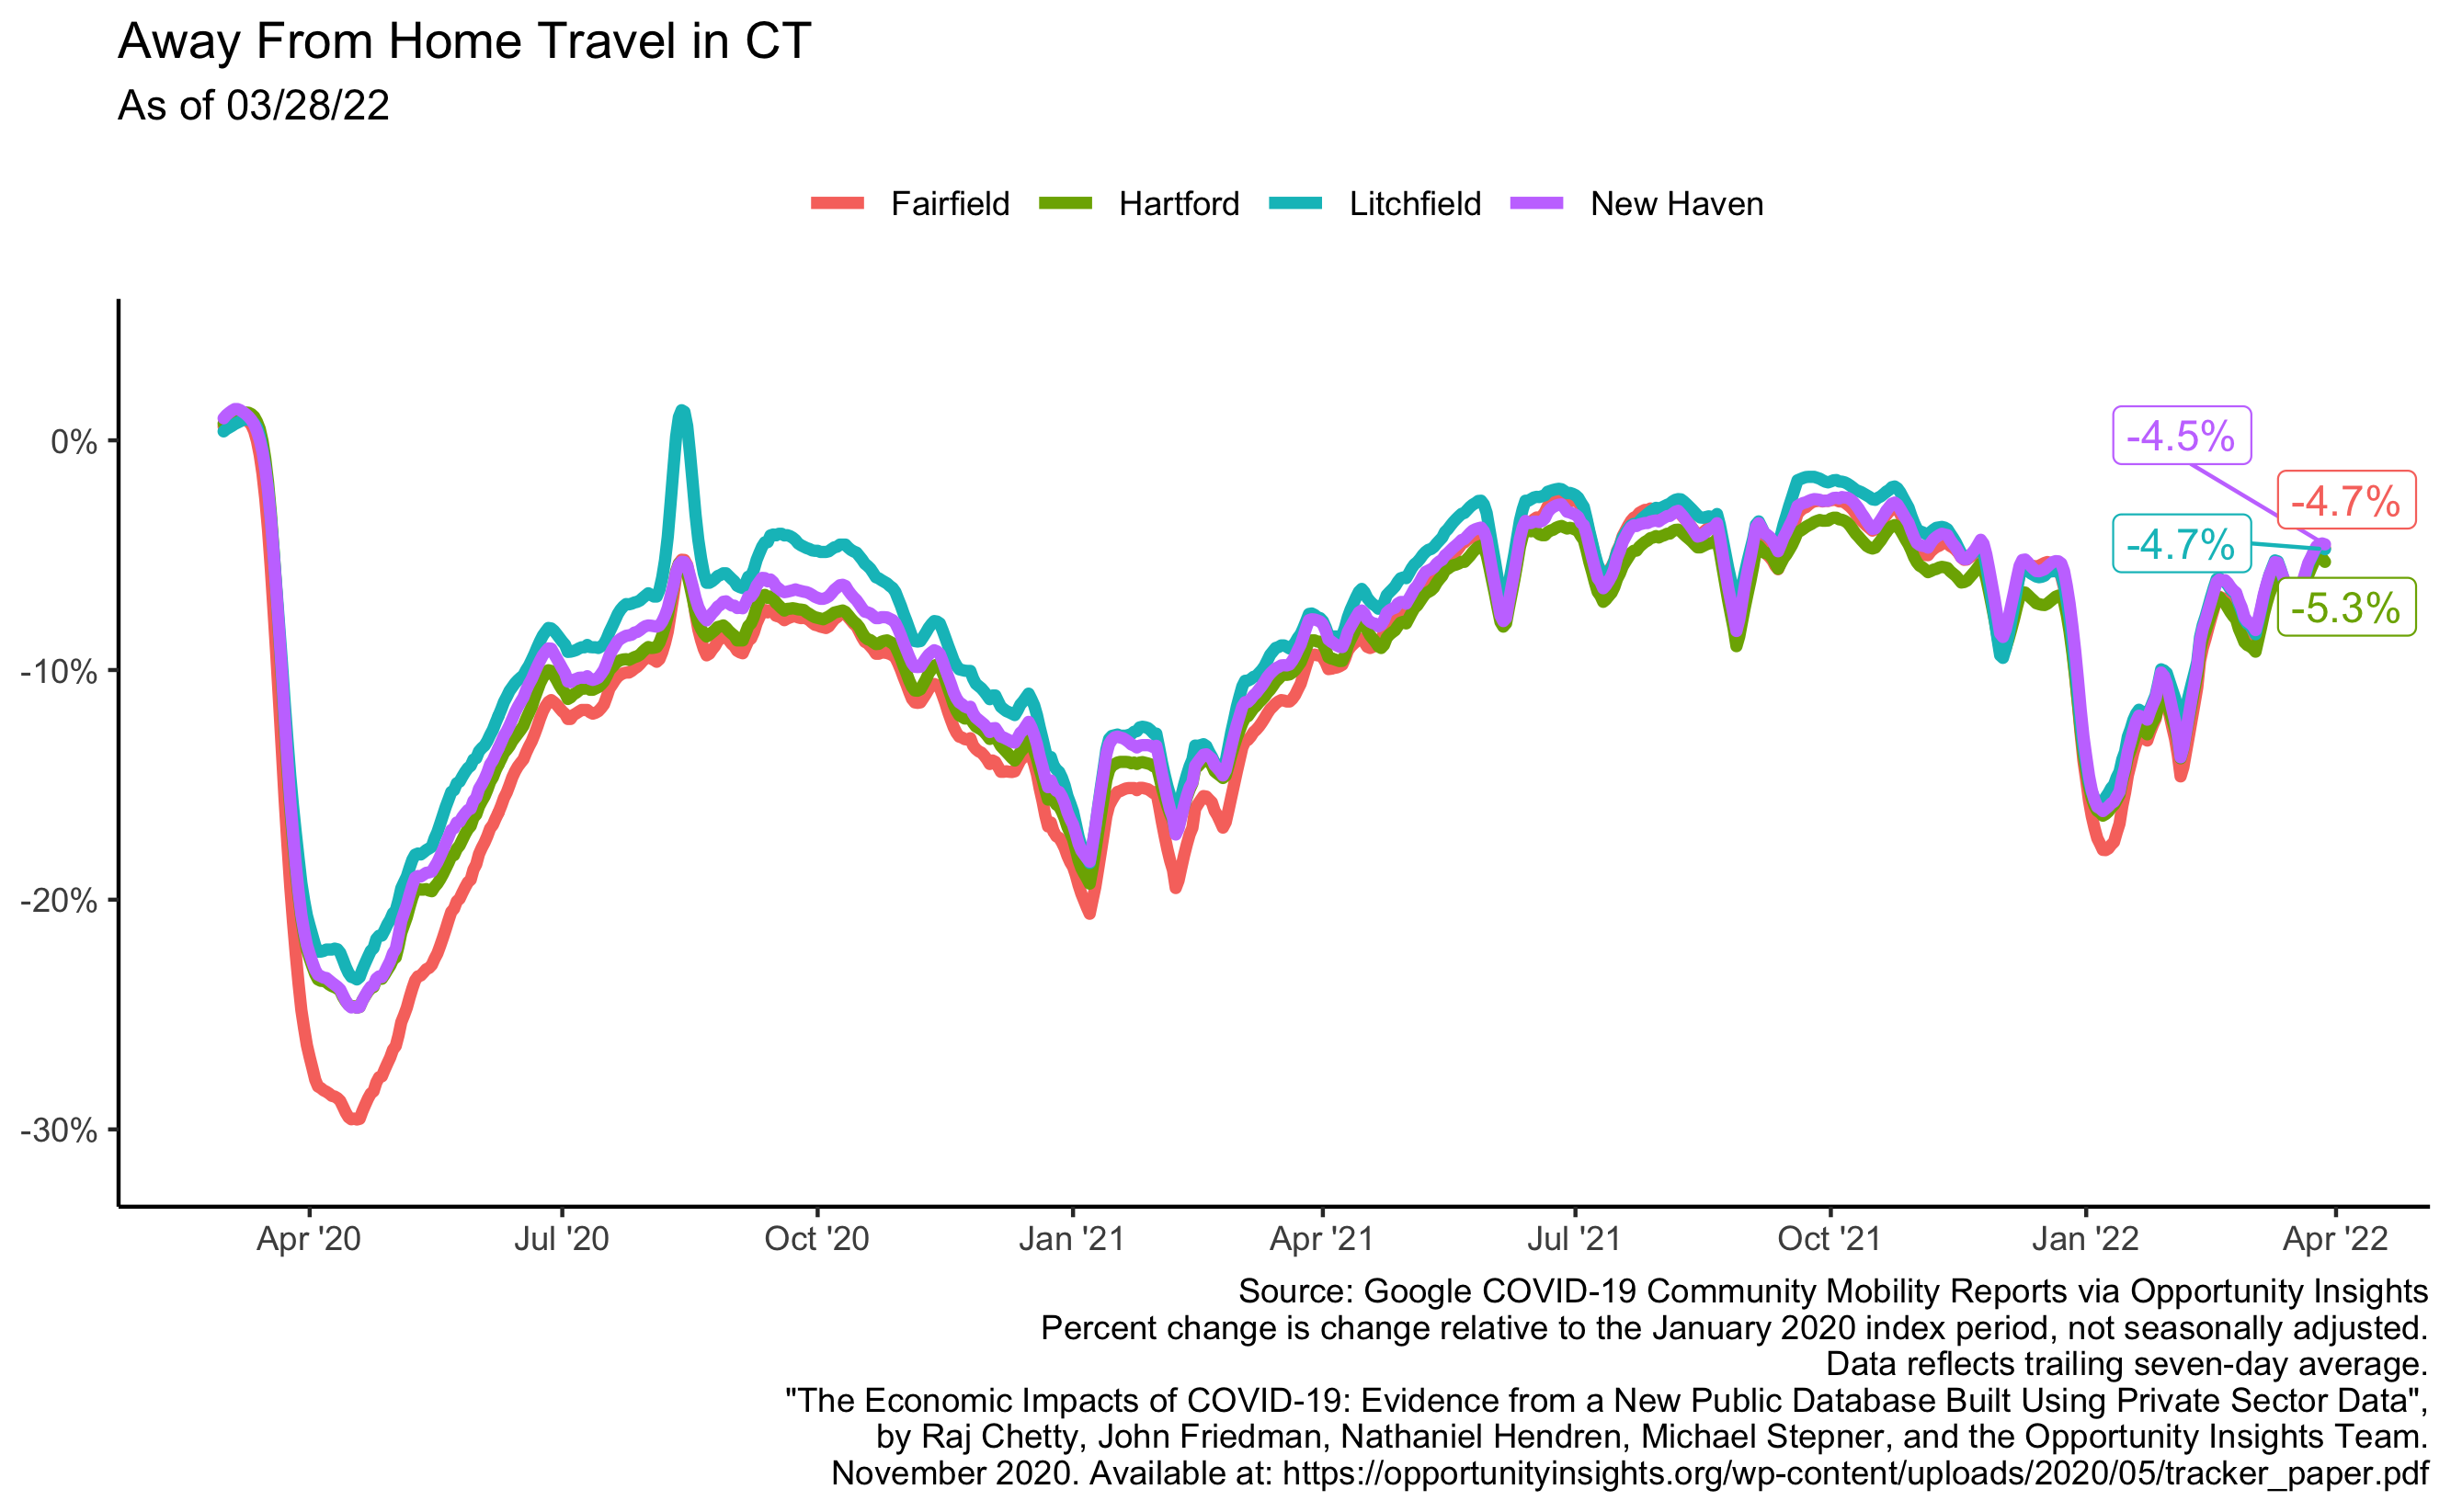 Away From Home Travel in CT
As of 03/28/22
Fairfield Hartford Litchfield New Haven
0%
-10%
-20%
-30%
-4.5%
-4.7%
-4.7%
-5.3%
Apr '20 Jul '20 Oct '20 Jan '21 Apr '21 Jul '21 Oct '21 Jan '22 Apr '22
Source: Google COVID-19 Community Mobility Reports via Opportunity Insights
Percent change is change relative to the January 2020 index period, not seasonally adjusted.
Data reflects trailing seven-day average.
"The Economic Impacts of COVID-19: Evidence from a New Public Database Built Using Private Sector Data",
by Raj Chetty, John Friedman, Nathaniel Hendren, Michael Stepner, and the Opportunity Insights Team.
November 2020. Available at: https://opportunityinsights.org/wp-content/uploads/2020/05/tracker_paper.pdf